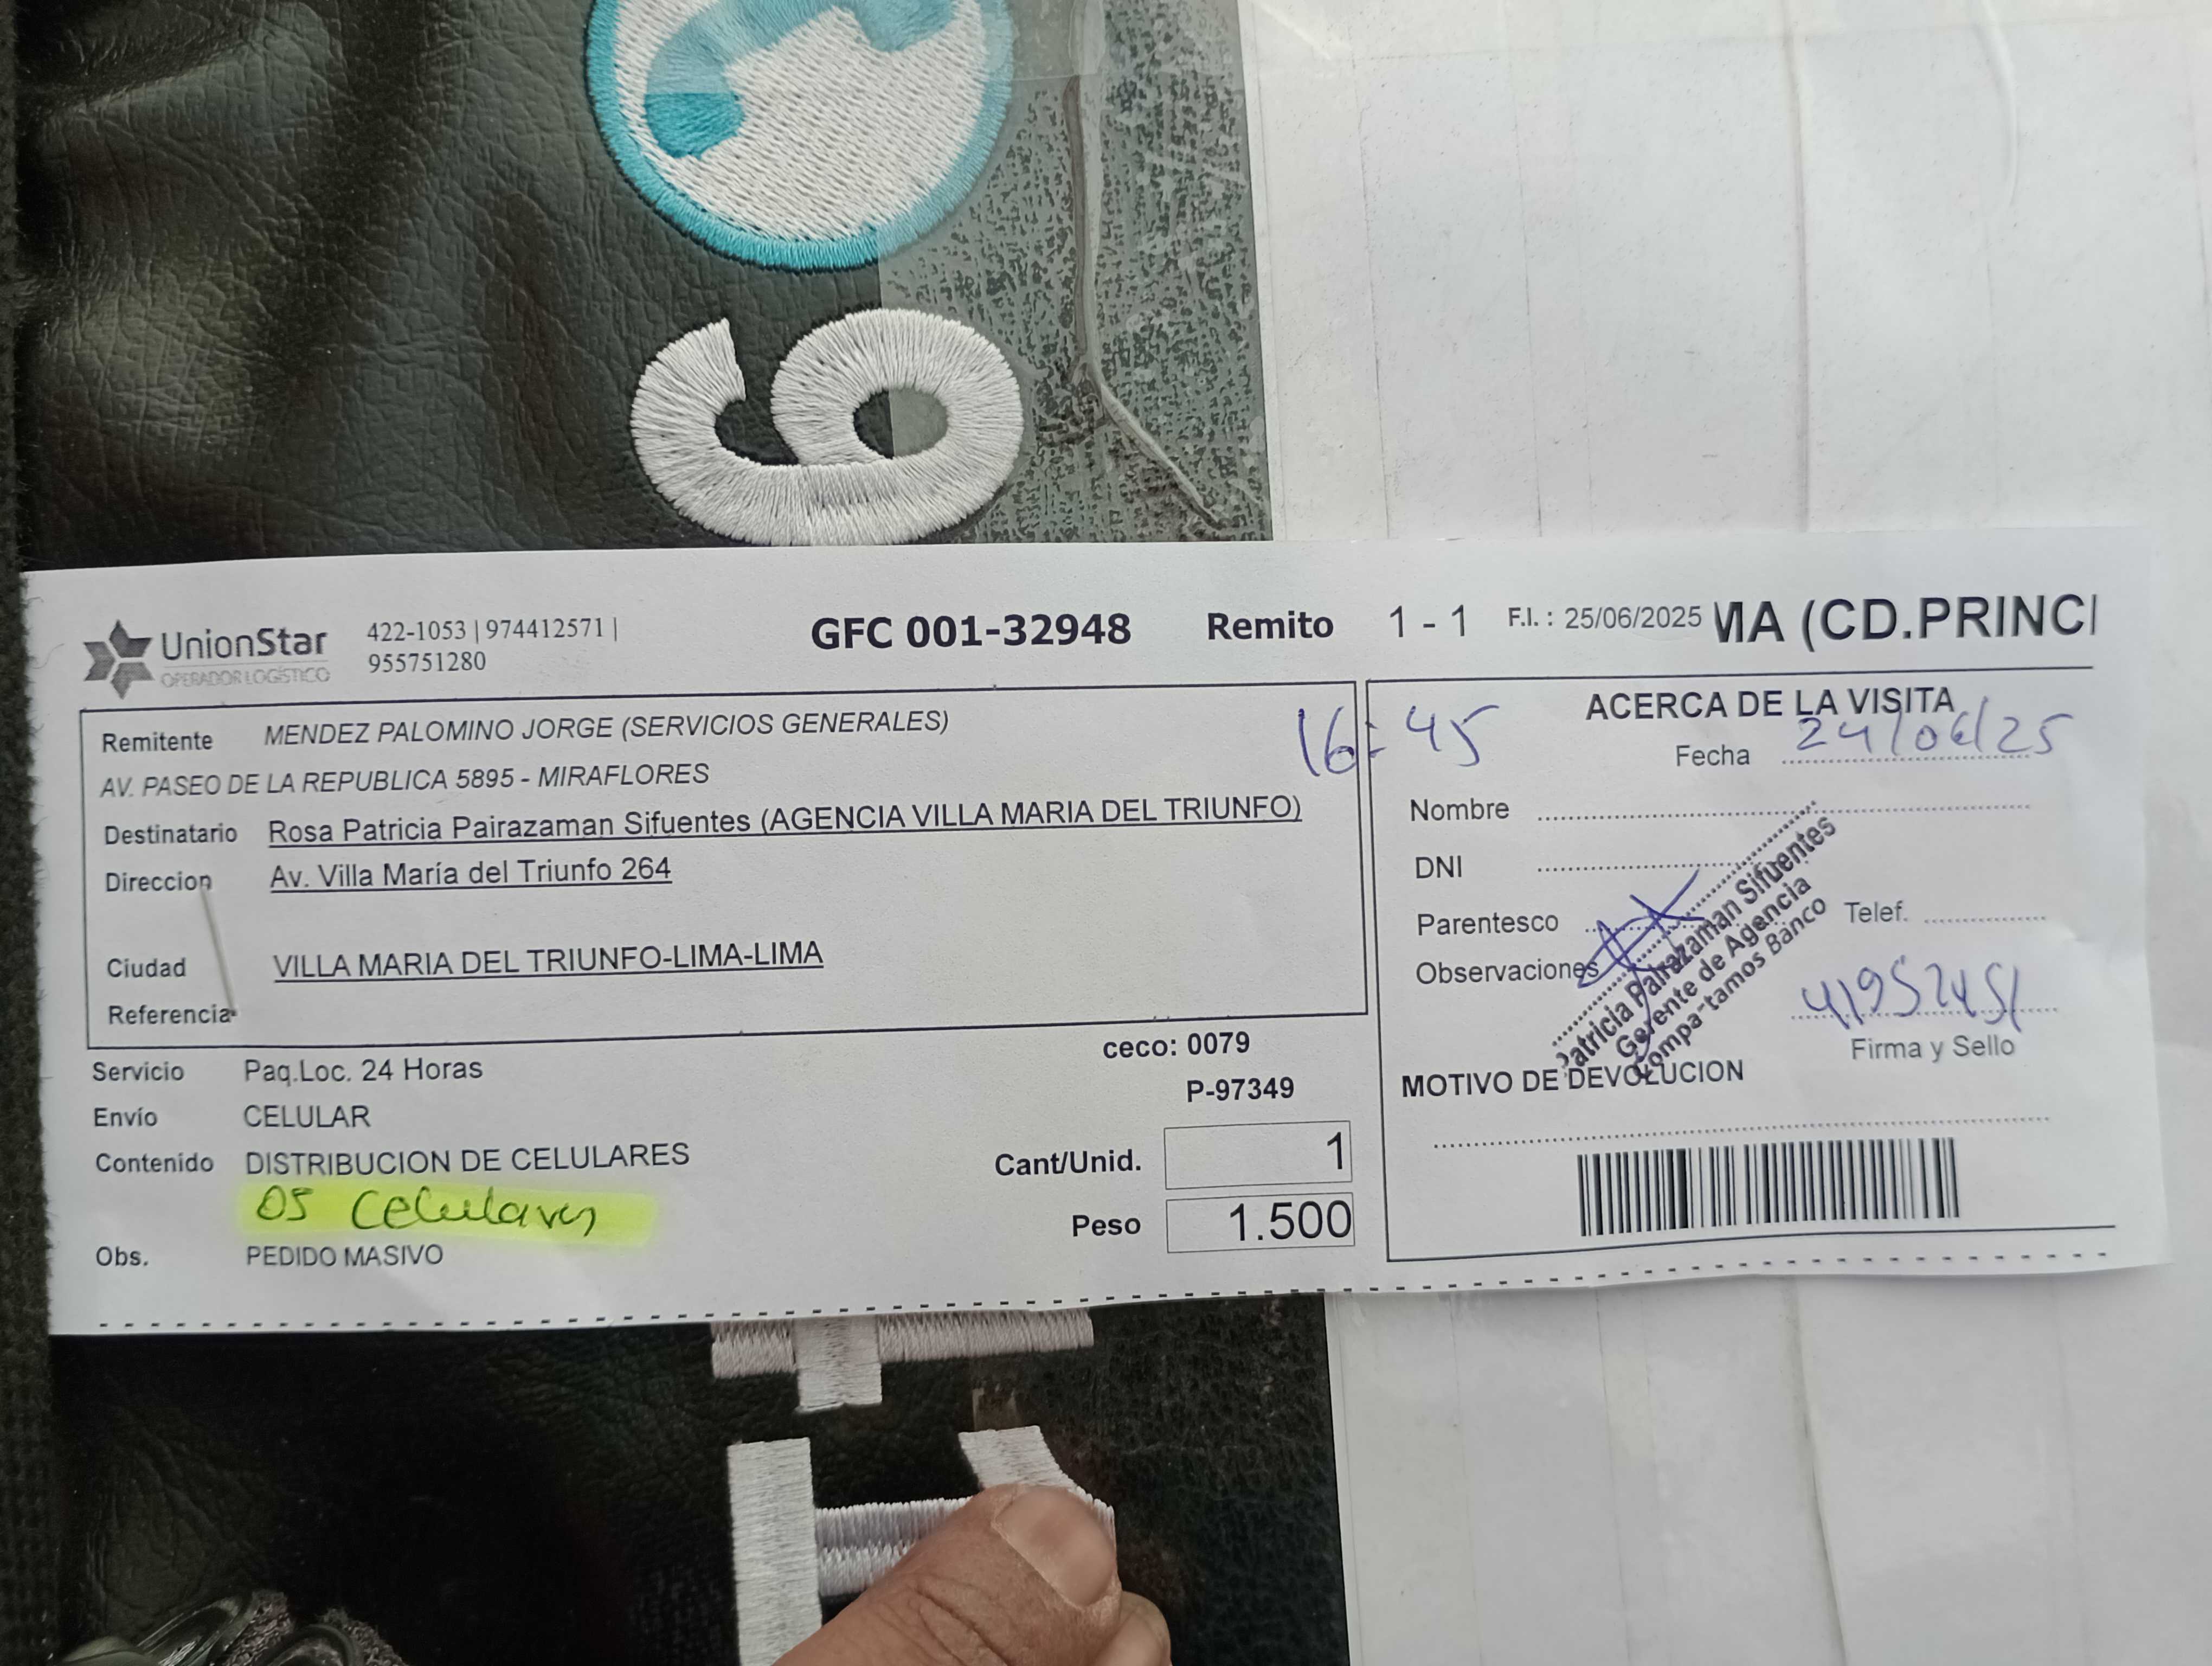 UnionStar
OPERADOR LOGÍSTICO
422-1053 | 974412571 |
955751280
GFC 001-32948 Remito 1 - 1 F.I. : 25/06/2025 MA (CD.PRINCI
Remitente MENDEZ PALOMINO JORGE (SERVICIOS GENERALES)
AV. PASEO DE LA REPUBLICA 5895 - MIRAFLORES
Destinatario Rosa Patricia Pairazaman Sifuentes (AGENCIA VILLA MARIA DEL TRIUNFO)
Direccion Av. Villa María del Triunfo 264
Ciudad VILLA MARIA DEL TRIUNFO-LIMA-LIMA
Referencia
16:45
Servicio Paq.Loc. 24 Horas
Envío CELULAR
Contenido DISTRIBUCION DE CELULARES
05 Celulares
Obs. PEDIDO MASIVO
ceco: 0079
P-97349
Cant/Unid. 1
Peso 1.500
ACERCA DE LA VISITA
Fecha 24/06/25
Nombre
DNI
Parentesco
Telef.
Observaciones
Patricia Pairazaman Sifuentes
Gerente de Agencia
Compa-tamos Banco
41952451
Firma y Sello
MOTIVO DE DEVOLUCION